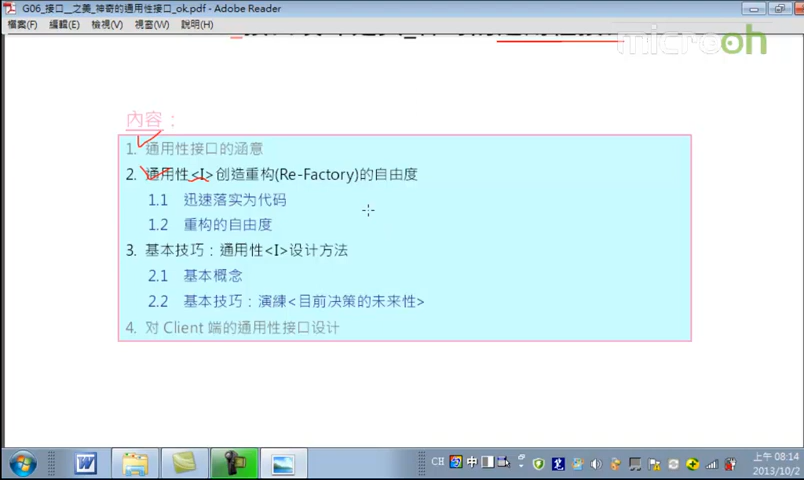 G06_接口__之美_神奇的通用性接口_ok.pdf - Adobe Reader
檔案(F) 編輯(E) 檢視(V) 視窗(W) 說明(H)
microoh
內容：
1. 通用性接口的涵意
2. 通用性<I>创造重构(Re-Factory)的自由度
1.1 迅速落实为代码
1.2 重构的自由度
3. 基本技巧：通用性<I>设计方法
2.1 基本概念
2.2 基本技巧：演練<目前决策的未来性>
4. 对 Client 端的通用性接口设计
CH 中
上午 08:14
2013/10/2